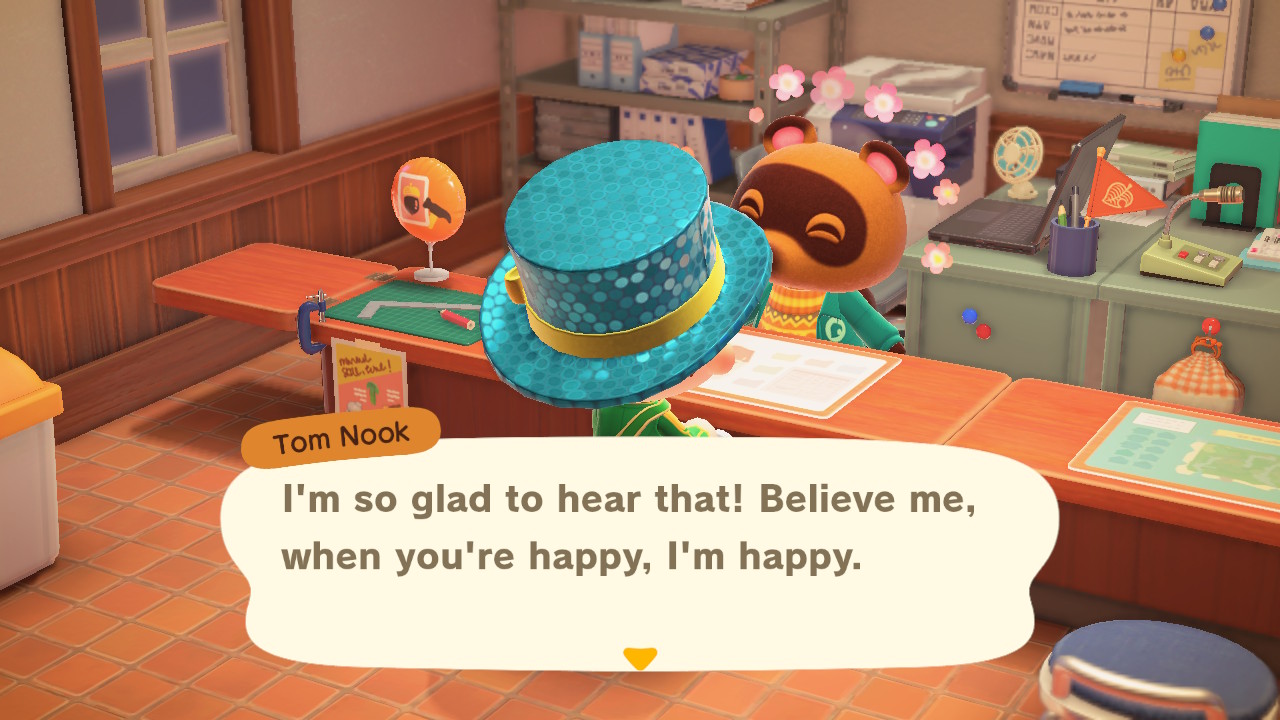 Tom Nook
I'm so glad to hear that! Believe me,
when you're happy, I'm happy.